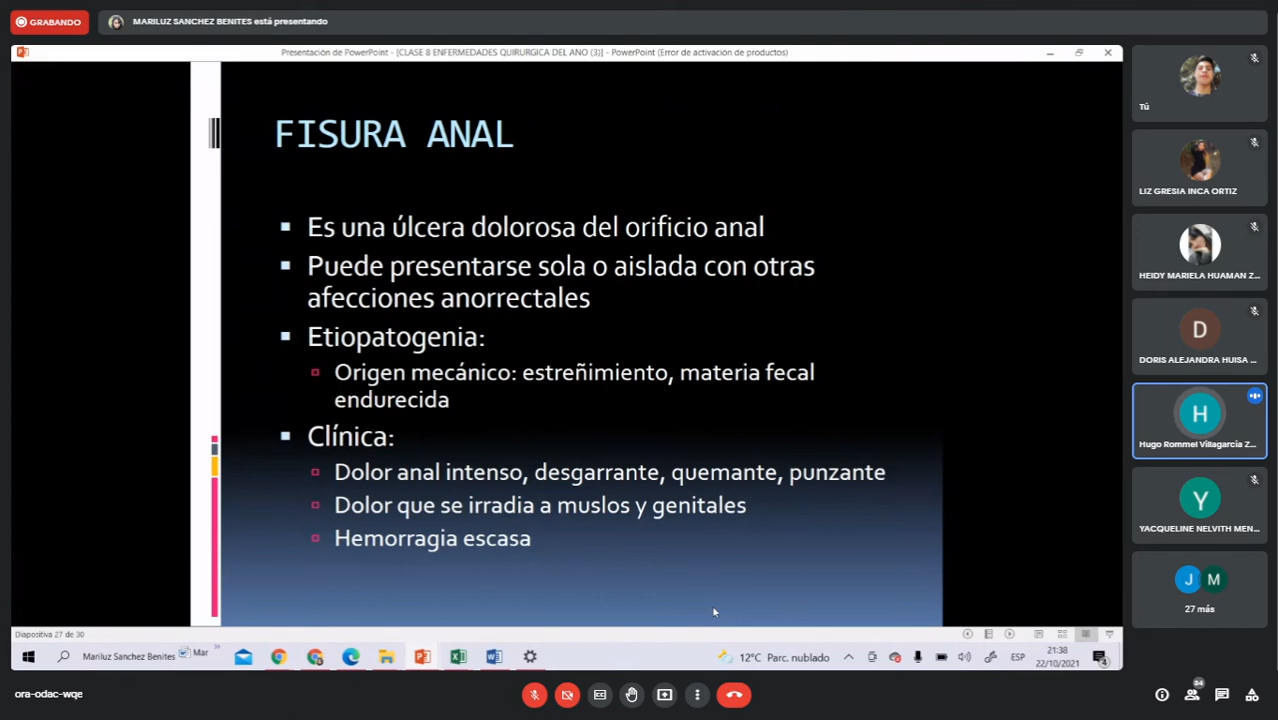 GRABANDO
MARILUZ SANCHEZ BENITES está presentando
Presentación de PowerPoint - [CLASE 8 ENFERMEDADES QUIRURGICA DEL ANO (3)] - PowerPoint (Error de activación de productos)
FISURA ANAL
Es una úlcera dolorosa del orificio anal
Puede presentarse sola o aislada con otras
afecciones anorrectales
Etiopatogenia:
Origen mecánico: estreñimiento, materia fecal
endurecida
Clínica:
Dolor anal intenso, desgarrante, quemante, punzante
Dolor que se irradia a muslos y genitales
Hemorragia escasa
Diapositiva 27 de 30
Mariluz Sanchez Benites
Mar
12°C Parc. nublado
ESP
21:38
22/10/2021
4
Tú
LIZ GRESIA INCA ORTIZ
HEIDY MARIELA HUAMAN Z...
D
DORIS ALEJANDRA HUISA ...
H
Hugo Rommel Villagarcía Z...
Y
YACQUELINE NELVITH MEN...
J
M
27 más
ora-odac-wqe
34